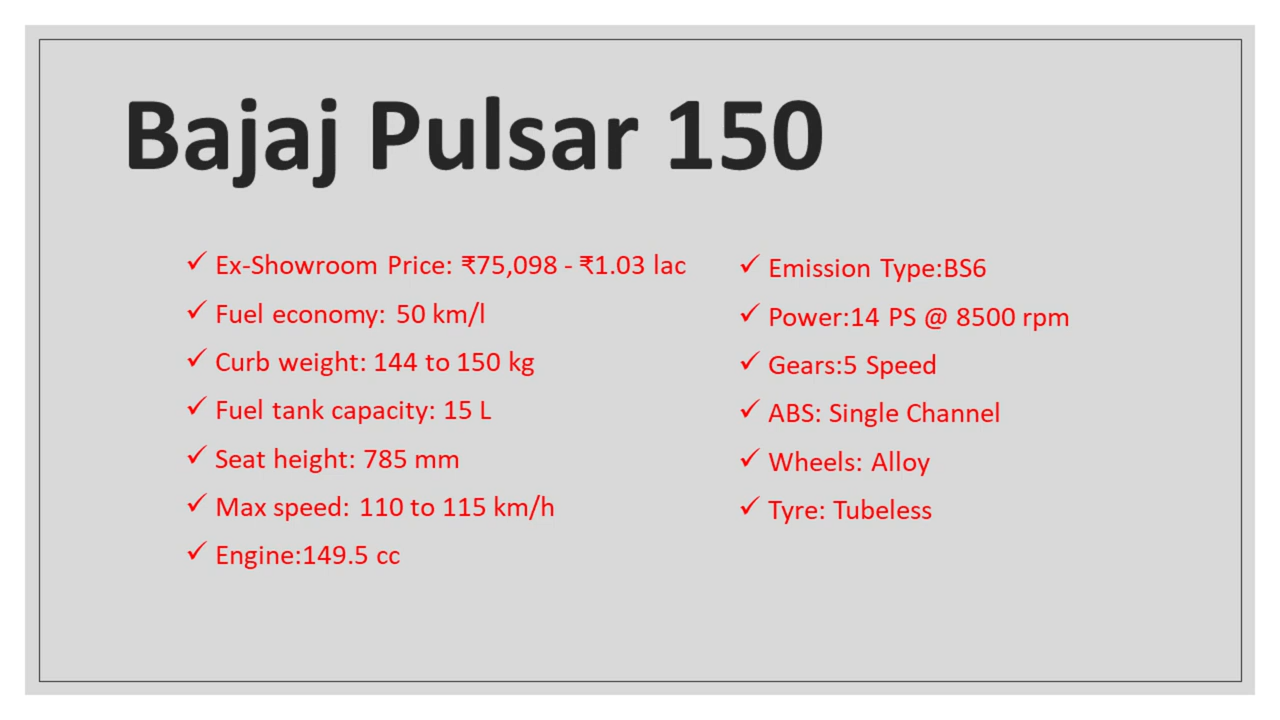 Bajaj Pulsar 150
✓ Ex-Showroom Price: ₹75,098 - ₹1.03 lac
✓ Fuel economy: 50 km/l
✓ Curb weight: 144 to 150 kg
✓ Fuel tank capacity: 15 L
✓ Seat height: 785 mm
✓ Max speed: 110 to 115 km/h
✓ Engine:149.5 cc
✓ Emission Type:BS6
✓ Power:14 PS @ 8500 rpm
✓ Gears:5 Speed
✓ ABS: Single Channel
✓ Wheels: Alloy
✓ Tyre: Tubeless